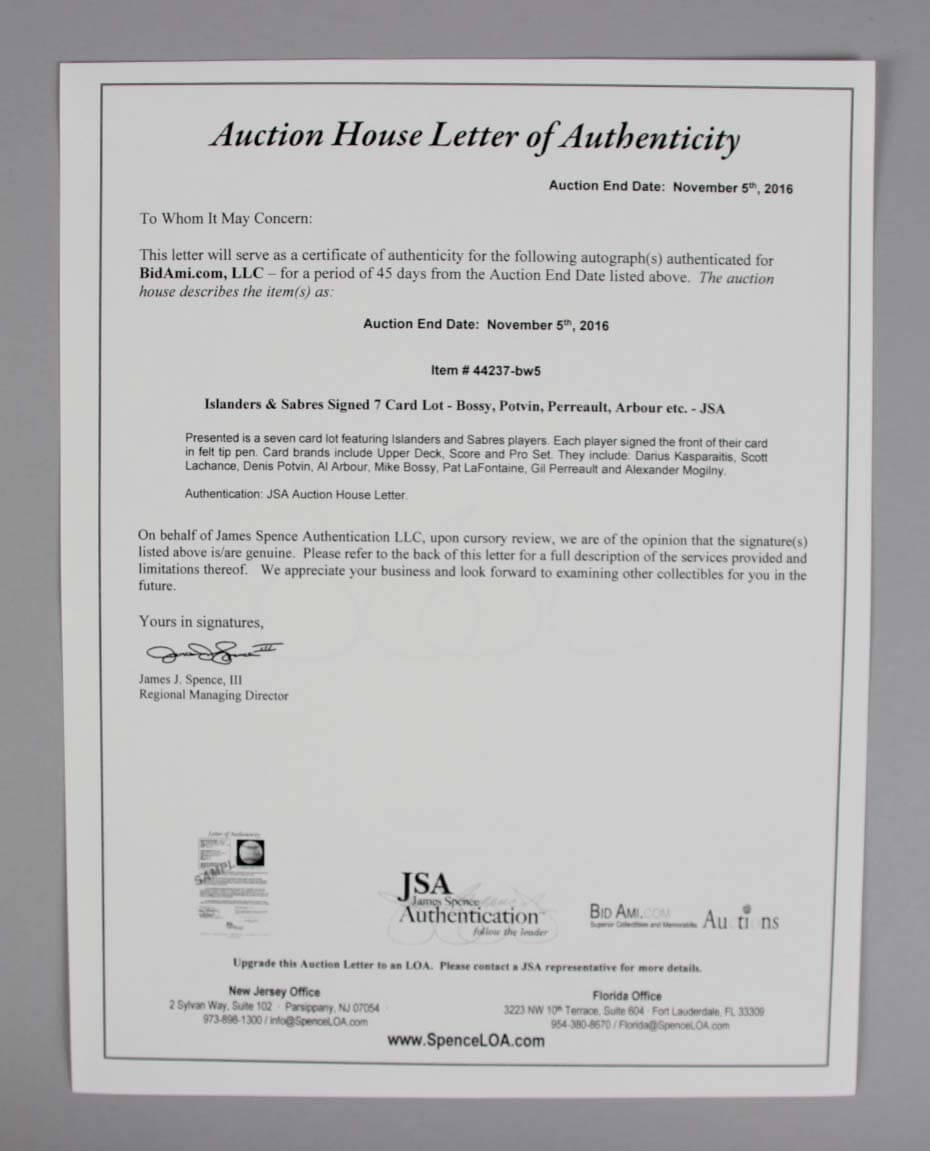 Auction House Letter of Authenticity
Auction End Date: November 5th, 2016
To Whom It May Concern:
This letter will serve as a certificate of authenticity for the following autograph(s) authenticated for
BidAmi.com, LLC – for a period of 45 days from the Auction End Date listed above. The auction
house describes the item(s) as:
Auction End Date: November 5th, 2016
Item # 44237-bw5
Islanders & Sabres Signed 7 Card Lot - Bossy, Potvin, Perreault, Arbour etc. - JSA
Presented is a seven card lot featuring Islanders and Sabres players. Each player signed the front of their card
in felt tip pen. Card brands include Upper Deck, Score and Pro Set. They include: Darius Kasparaitis, Scott
Lachance, Denis Potvin, Al Arbour, Mike Bossy, Pat LaFontaine, Gil Perreault and Alexander Mogilny.
Authentication: JSA Auction House Letter.
On behalf of James Spence Authentication LLC, upon cursory review, we are of the opinion that the signature(s)
listed above is/are genuine. Please refer to the back of this letter for a full description of the services provided and
limitations thereof. We appreciate your business and look forward to examining other collectibles for you in the
future.
Yours in signatures,
James J. Spence, III
Regional Managing Director
Letter of Authenticity
SAMPL
JSA
James Spence
Authentication
follow the leader
BID AMI.COM
Superior Collectibles and Memorabilia
Au ti ns
Upgrade this Auction Letter to an LOA. Please contact a JSA representative for more details.
New Jersey Office
2 Sylvan Way, Suite 102 · Parsippany, NJ 07054
973-898-1300 / info@SpenceLOA.com
Florida Office
3223 NW 10th Terrace, Suite 604 · Fort Lauderdale, FL 33309
954-380-8670 / Florida@SpenceLOA.com
www.SpenceLOA.com